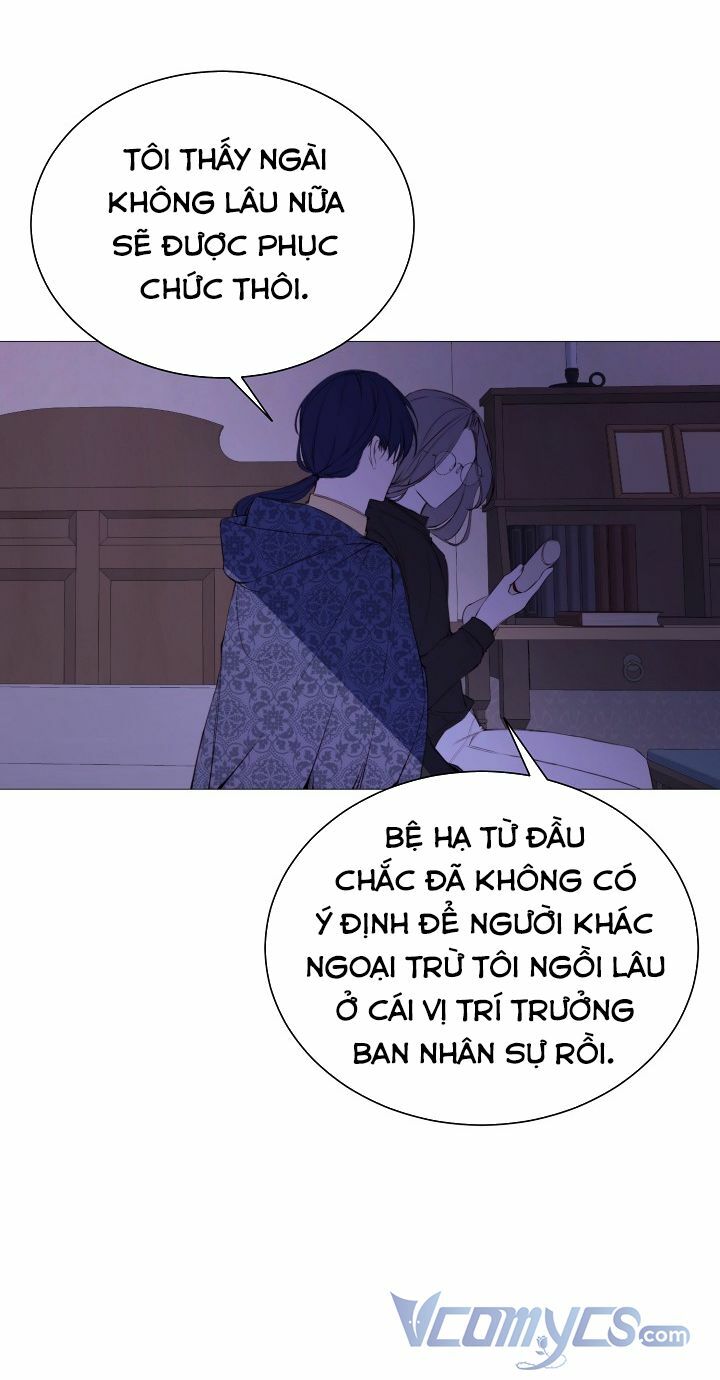 TÔI THẤY NGÀI
KHÔNG LÂU NỮA
SẼ ĐƯỢC PHỤC
CHỨC THÔI.
BỆ HẠ TỪ ĐẦU
CHẮC ĐÃ KHÔNG CÓ
Ý ĐỊNH ĐỂ NGƯỜI KHÁC
NGOẠI TRỪ TÔI NGỒI LÂU
Ở CÁI VỊ TRÍ TRƯỞNG
BAN NHÂN SỰ RỒI.
VCOMYCS.com